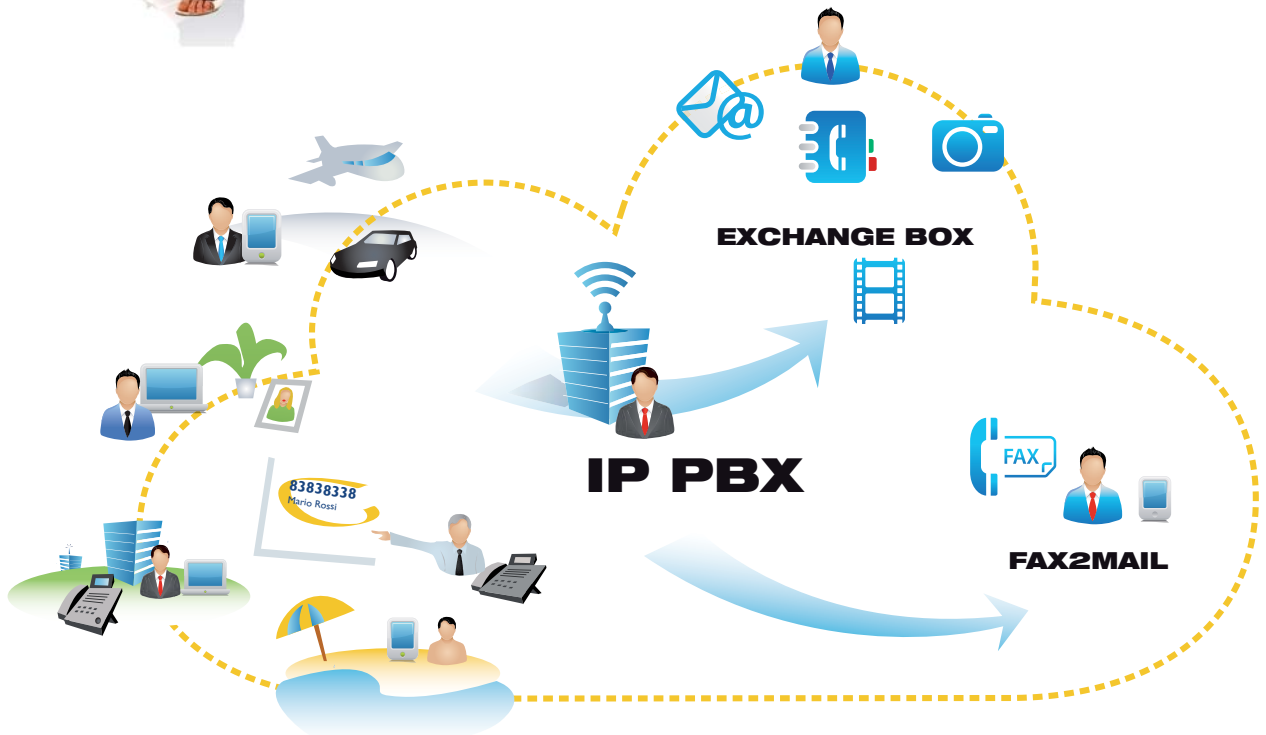 EXCHANGE BOX
IP PBX
83838338
Mario Rossi
FAX
FAX2MAIL